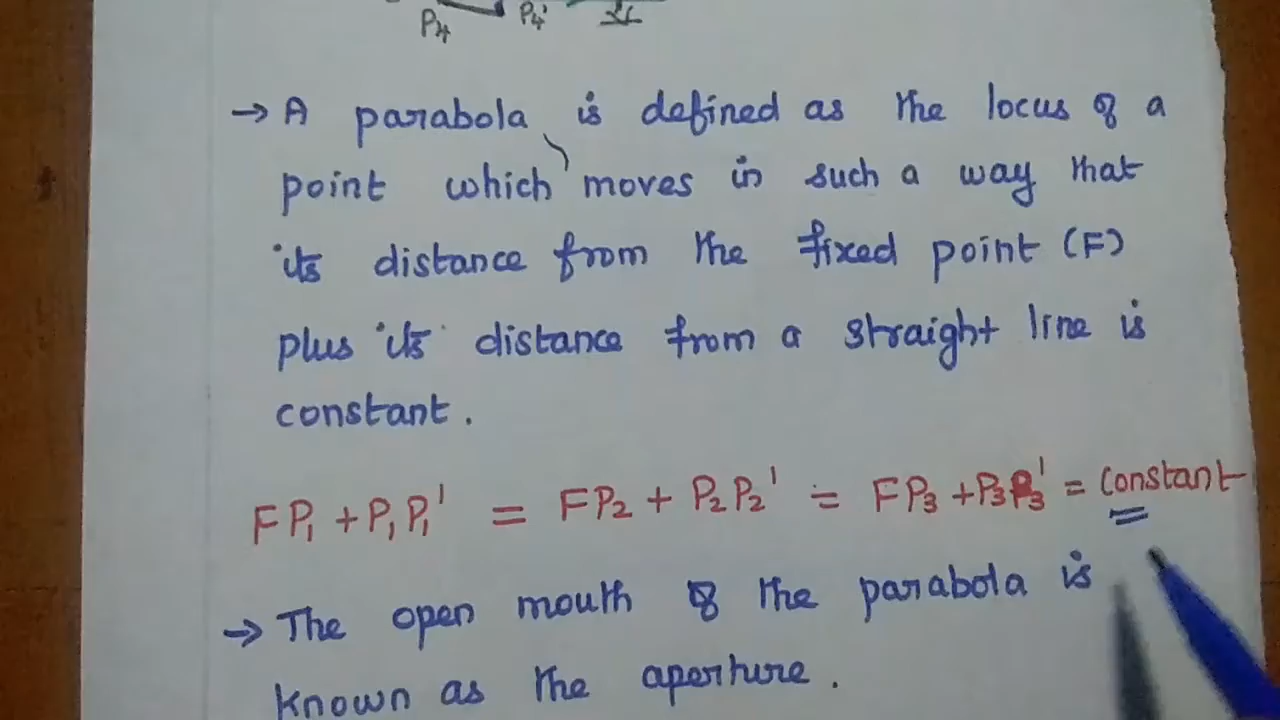 P4 P4'
→ A parabola is defined as the locus of a
point which moves in such a way that
its distance from the fixed point (F)
plus its distance from a straight line is
constant.
FP1 + P1P1' = FP2 + P2P2' = FP3 + P3P3' = constant
→ The open mouth of the parabola is
known as the aperture.